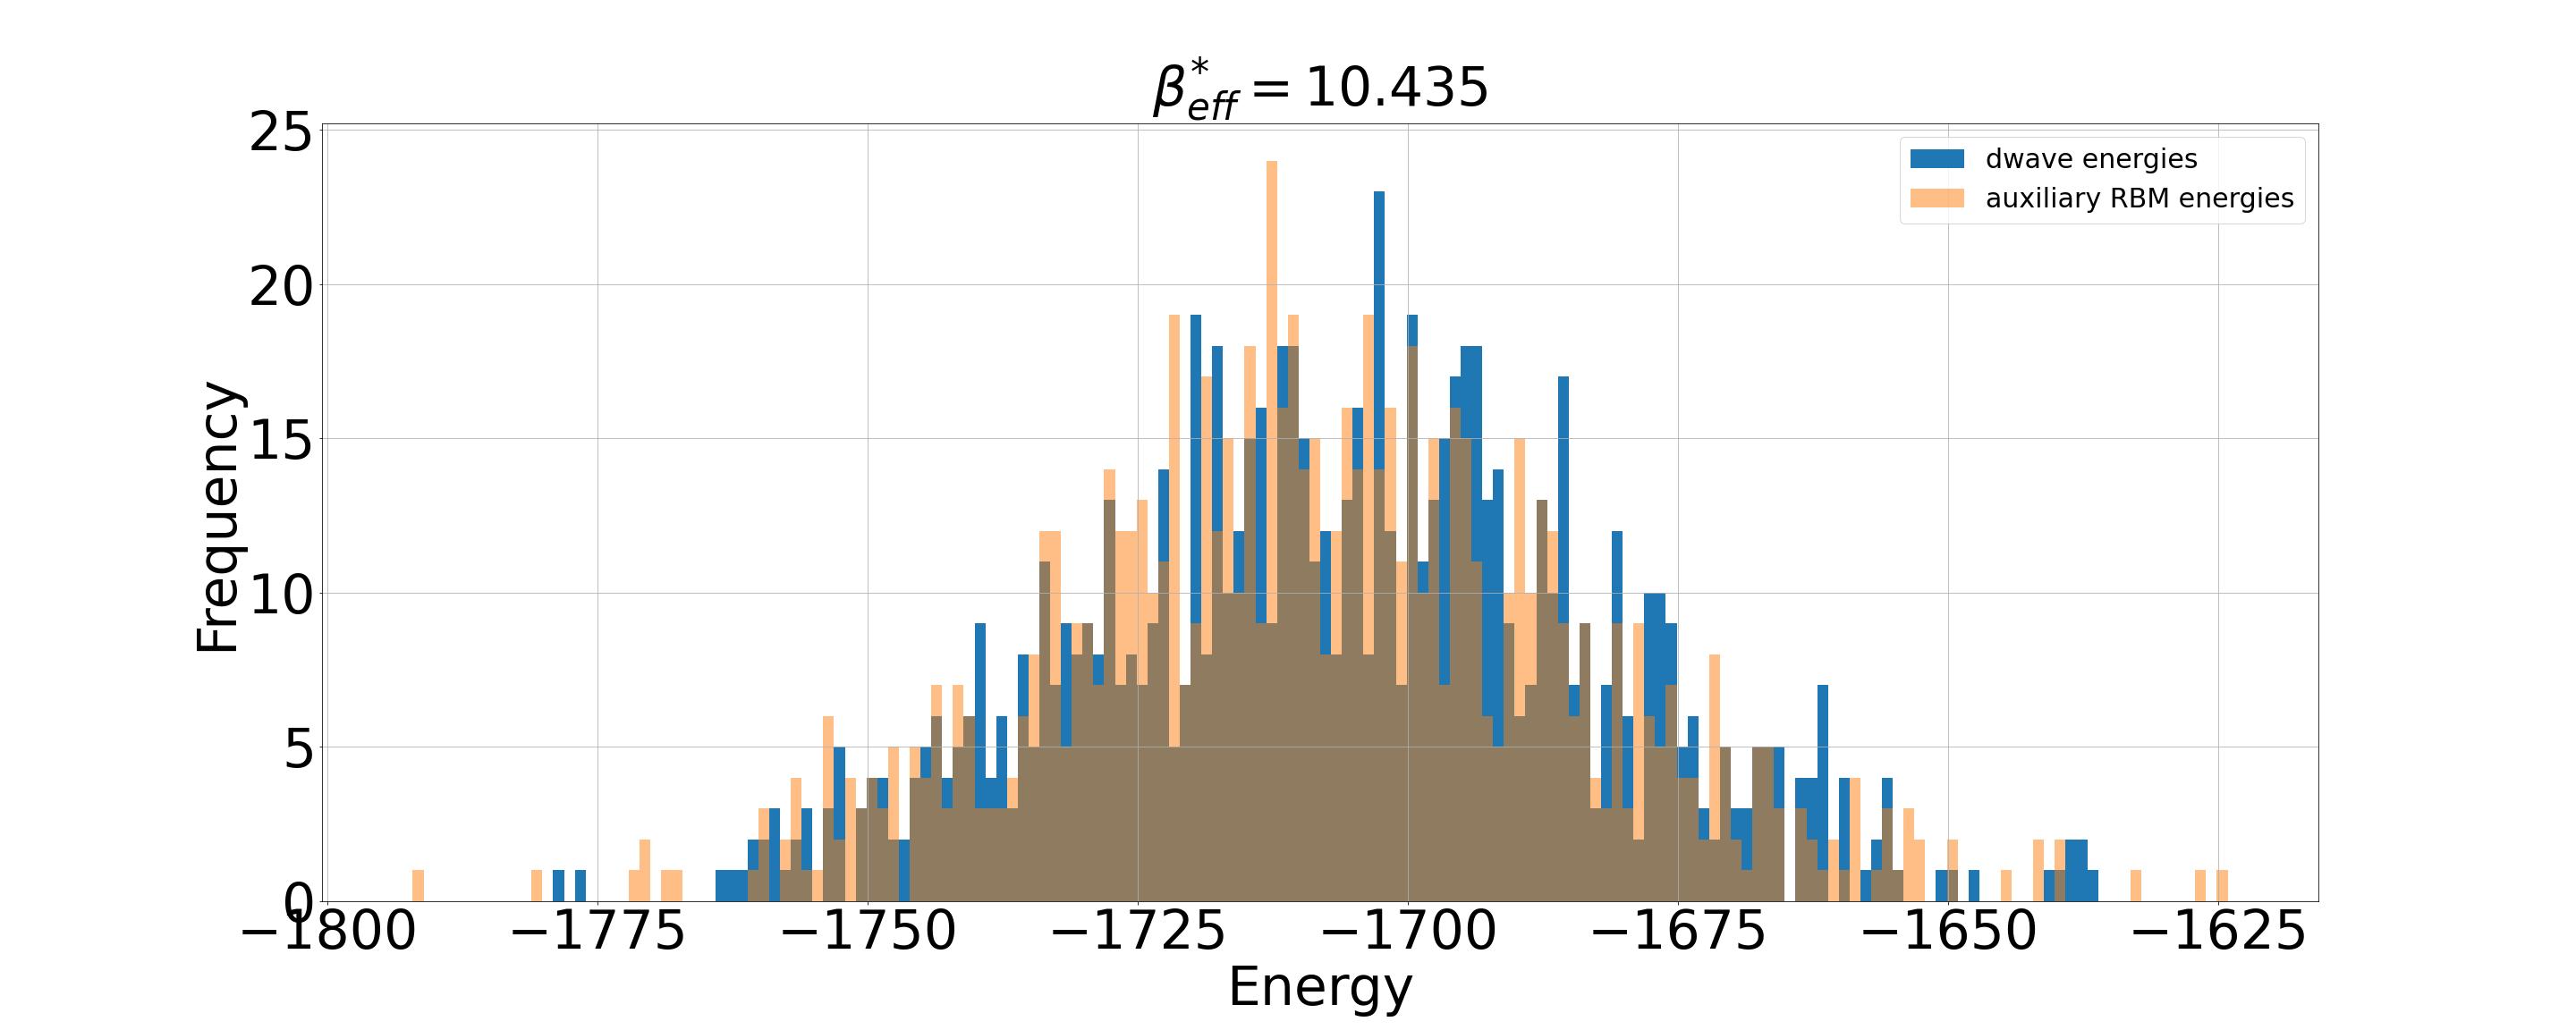 β*eff = 10.435
25
20
15
10
5
0
Frequency
dwave energies
auxiliary RBM energies
−1800 −1775 −1750 −1725 −1700 −1675 −1650 −1625
Energy